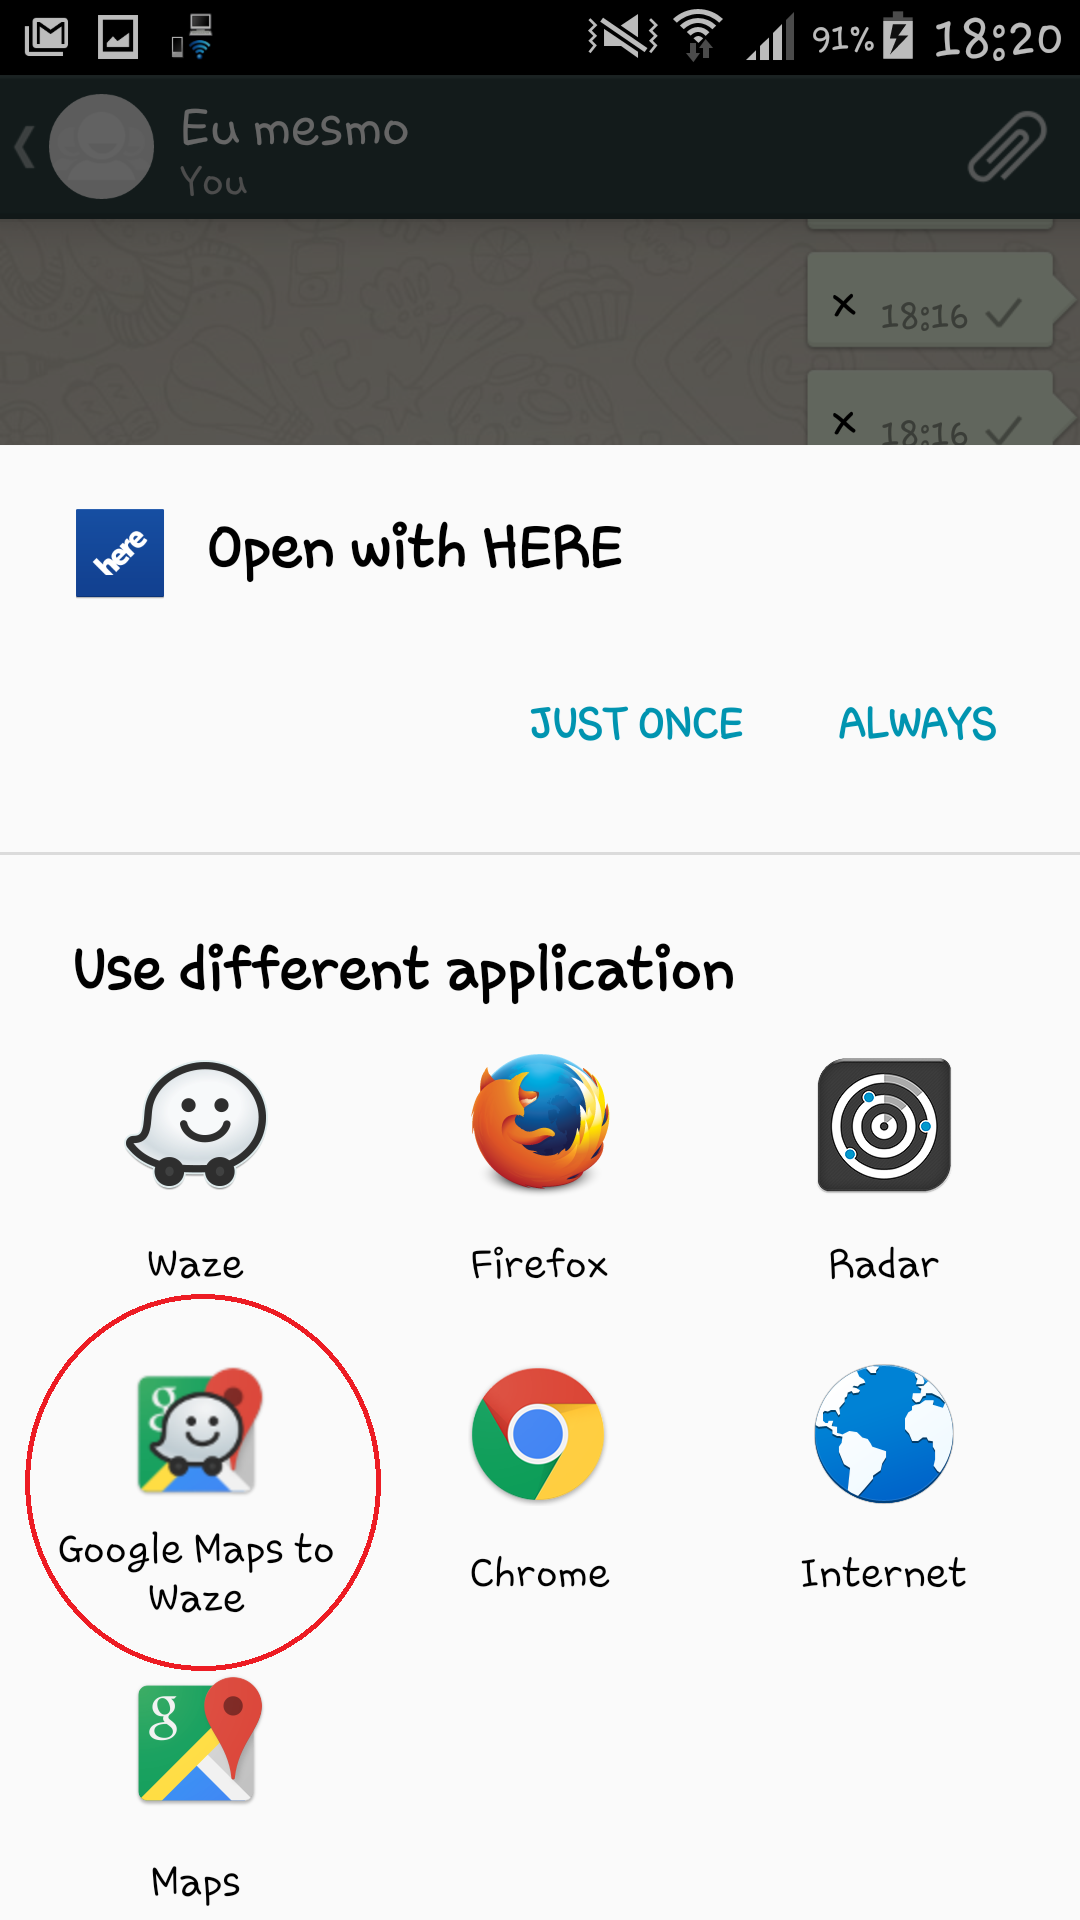 91% 18:20
Eu mesmo
You
× 18:16
× 18:16
here
Open with HERE
JUST ONCE ALWAYS
Use different application
Waze Firefox Radar
g
Google Maps to
Waze
Chrome Internet
g
Maps